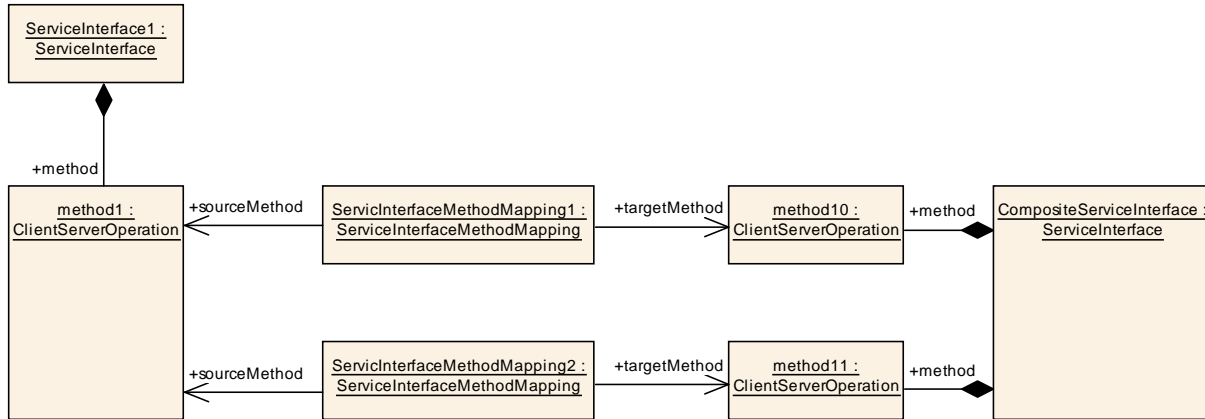 ServiceInterface1 :
ServiceInterface
+method
method1 :
ClientServerOperation
+sourceMethod
ServicInterfaceMethodMapping1 :
ServiceInterfaceMethodMapping
+targetMethod
method10 :
ClientServerOperation
+method
CompositeServiceInterface :
ServiceInterface
+sourceMethod
ServicInterfaceMethodMapping2 :
ServiceInterfaceMethodMapping
+targetMethod
method11 :
ClientServerOperation
+method